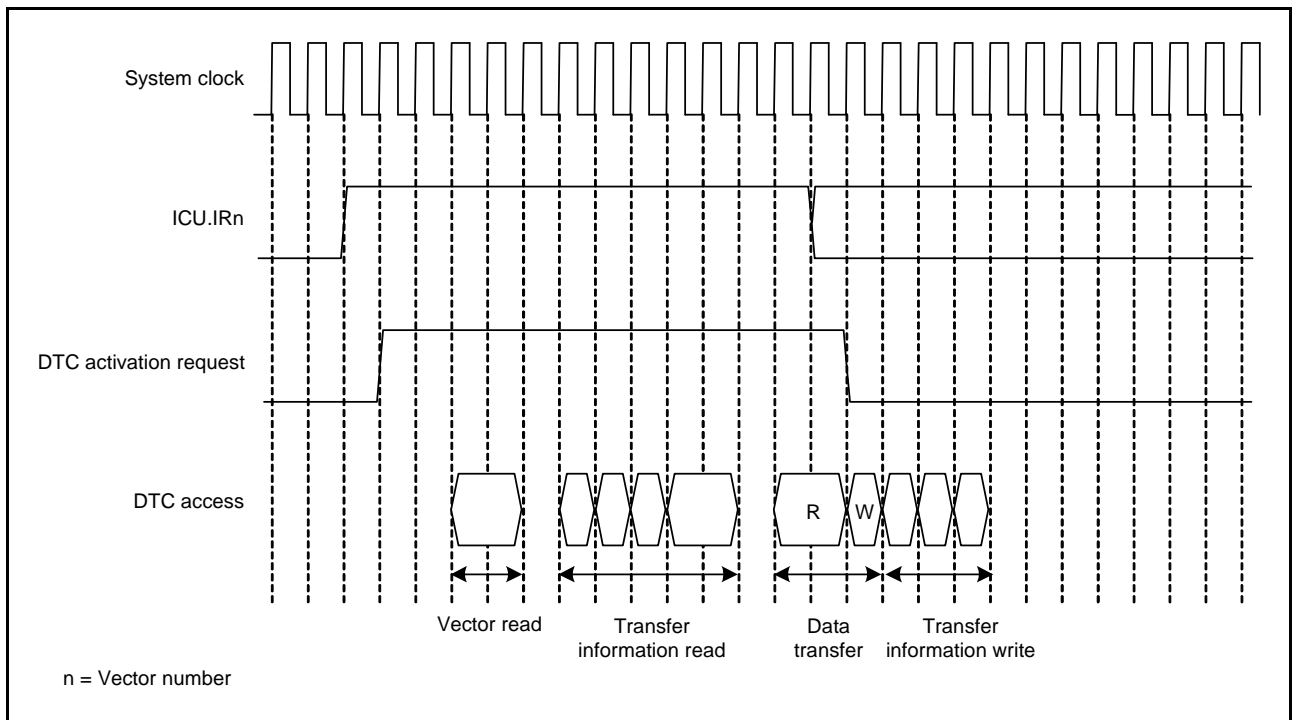 System clock
ICU.IRn
DTC activation request
DTC access
R
W
Vector read
Transfer
information read
Data
transfer
Transfer
information write
n = Vector number